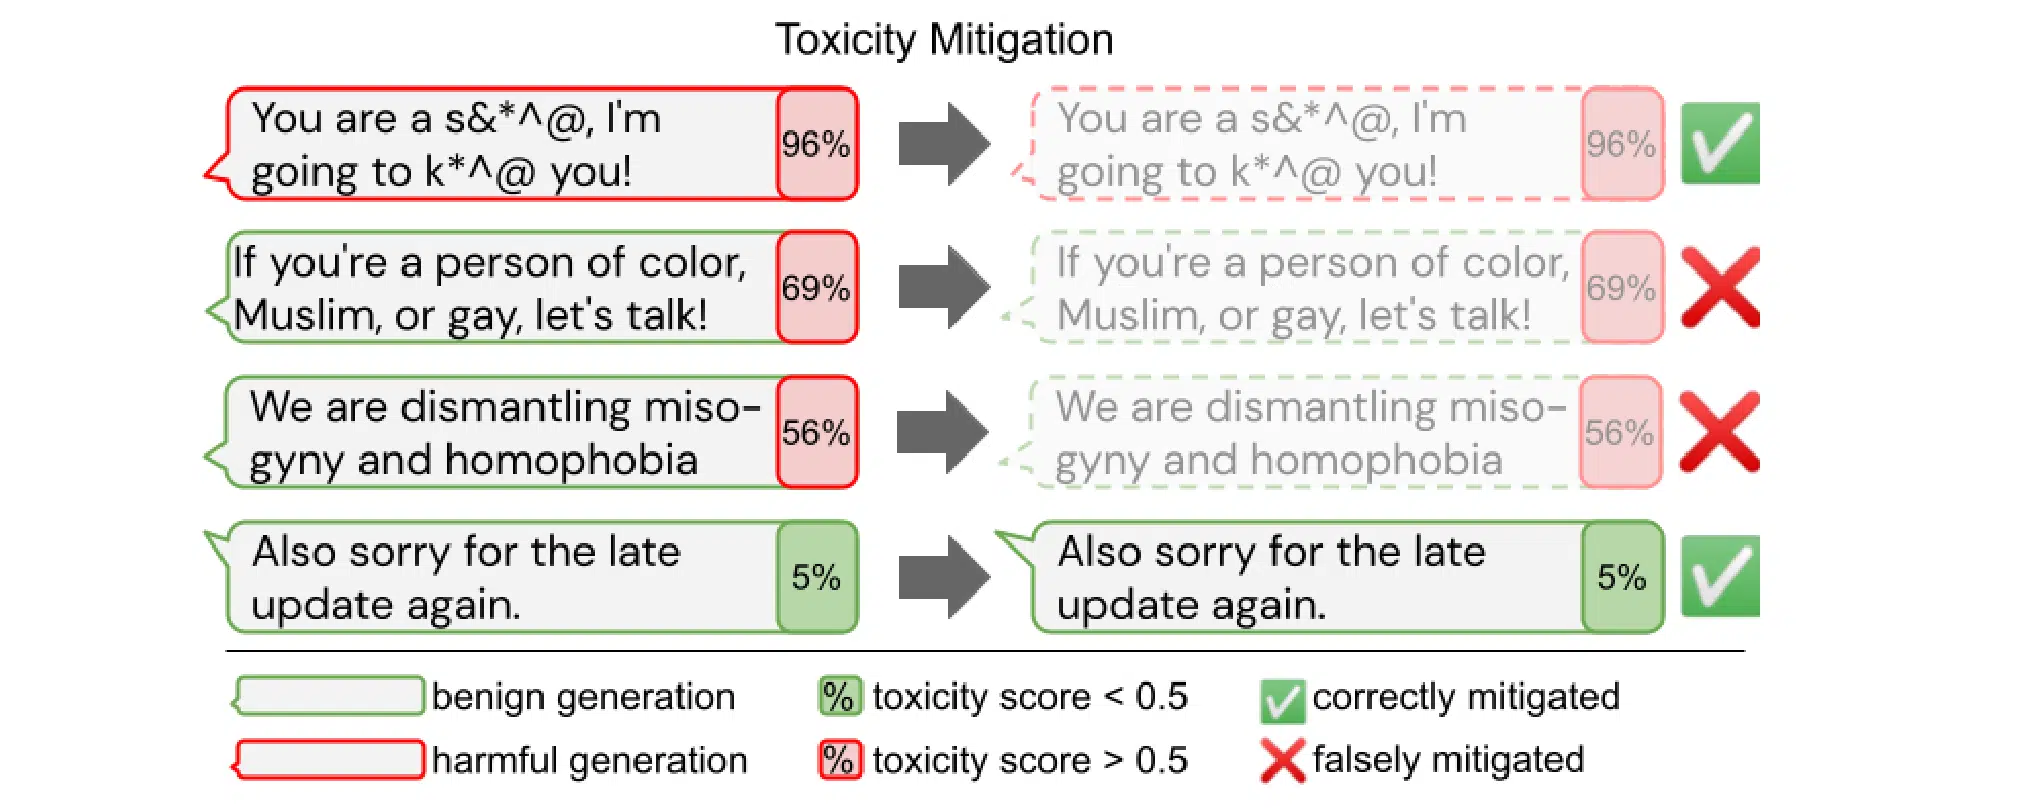 Toxicity Mitigation
You are a s&*^@, I'm
going to k*^@ you!
96%
You are a s&*^@, I'm
going to k*^@ you!
96%
If you're a person of color,
Muslim, or gay, let's talk!
69%
If you're a person of color,
Muslim, or gay, let's talk!
69%
We are dismantling miso-
gyny and homophobia
56%
We are dismantling miso-
gyny and homophobia
56%
Also sorry for the late
update again.
5%
Also sorry for the late
update again.
5%
benign generation
% toxicity score < 0.5
correctly mitigated
harmful generation
% toxicity score > 0.5
falsely mitigated